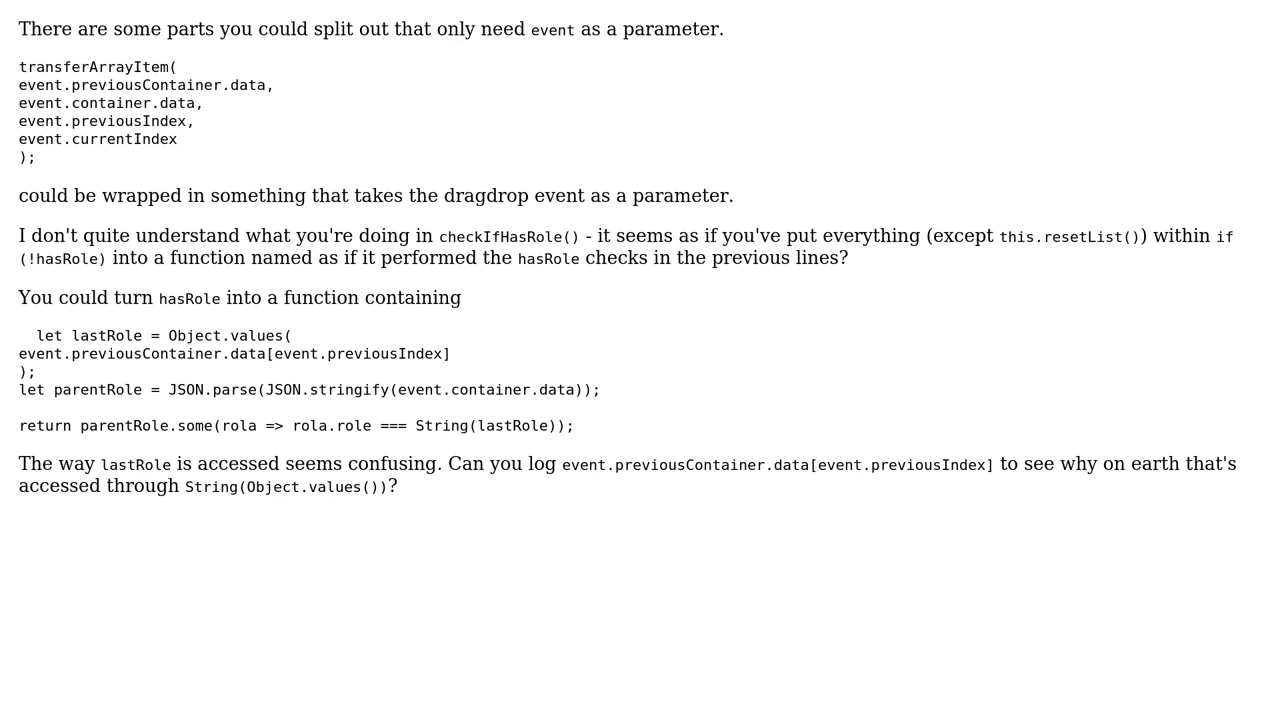 There are some parts you could split out that only need event as a parameter.
transferArrayItem(
event.previousContainer.data,
event.container.data,
event.previousIndex,
event.currentIndex
);
could be wrapped in something that takes the dragdrop event as a parameter.
I don't quite understand what you're doing in checkIfHasRole() - it seems as if you've put everything (except this.resetList()) within if
(!hasRole) into a function named as if it performed the hasRole checks in the previous lines?
You could turn hasRole into a function containing
  let lastRole = Object.values(
event.previousContainer.data[event.previousIndex]
);
let parentRole = JSON.parse(JSON.stringify(event.container.data));
return parentRole.some(rola => rola.role === String(lastRole));
The way lastRole is accessed seems confusing. Can you log event.previousContainer.data[event.previousIndex] to see why on earth that's
accessed through String(Object.values())?